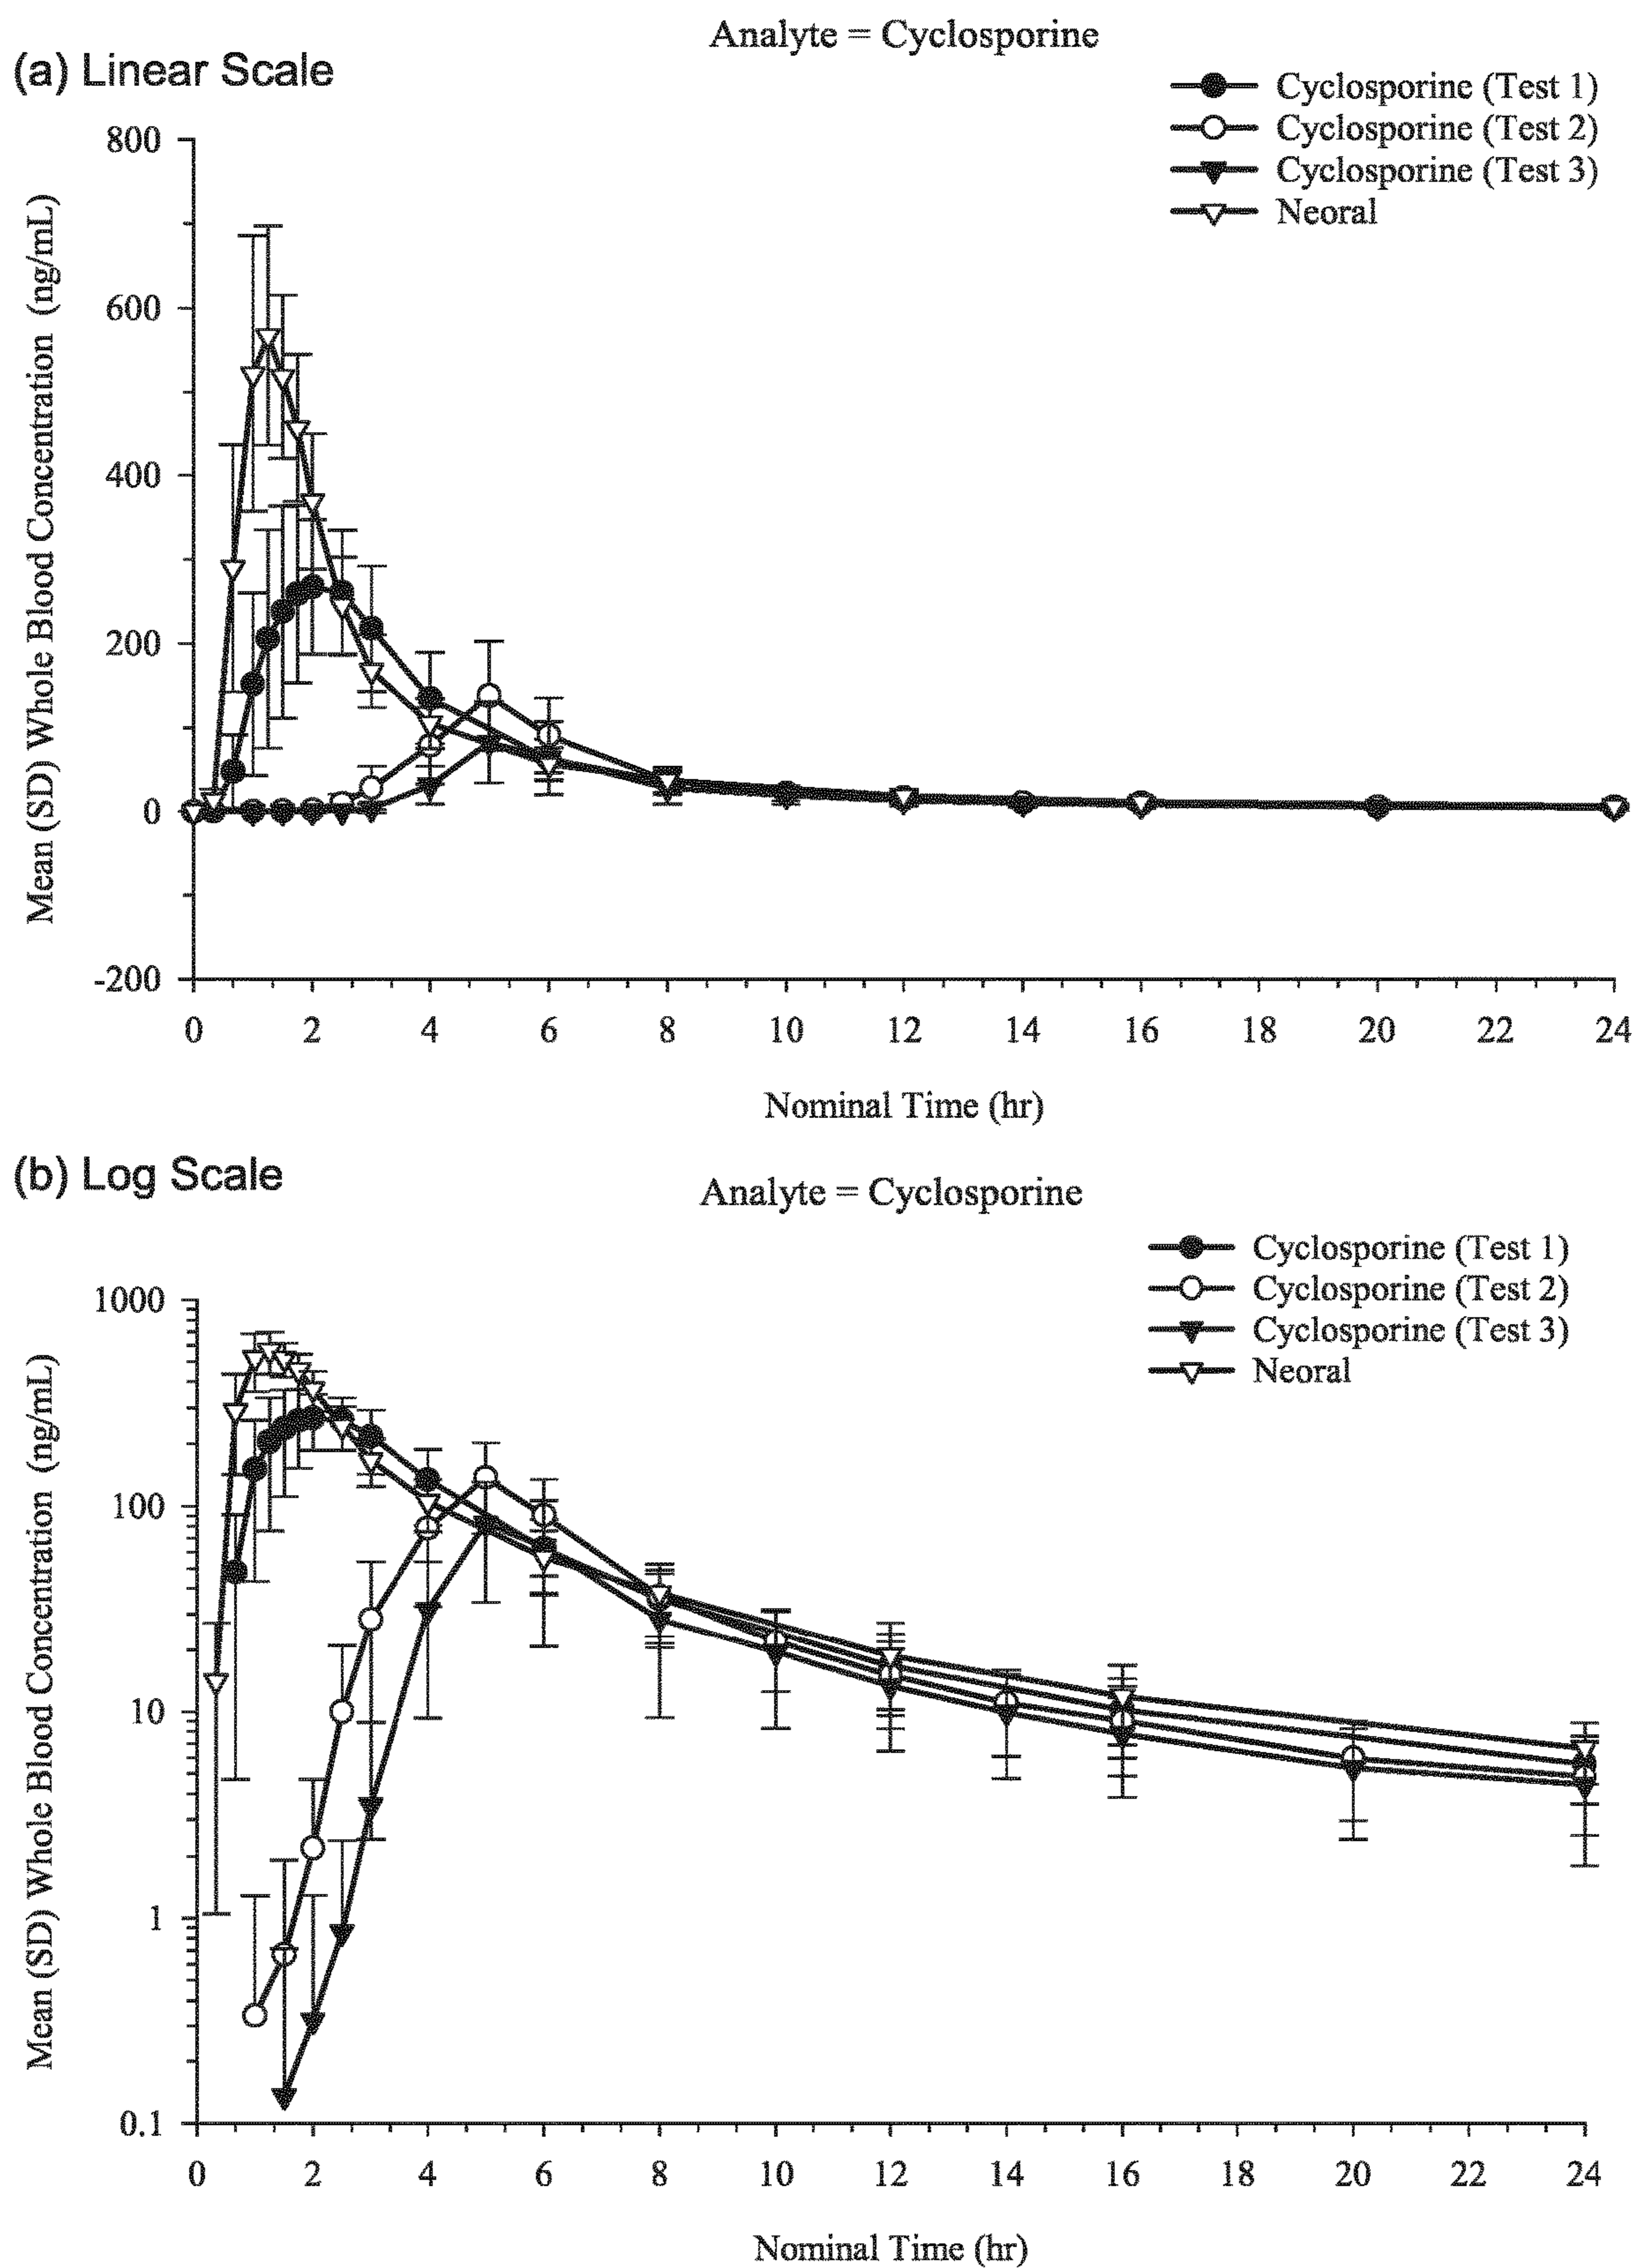 Analyte = Cyclosporine
(a) Linear Scale
Cyclosporine (Test 1)
Cyclosporine (Test 2)
Cyclosporine (Test 3)
Neoral
Mean (SD) Whole Blood Concentration (ng/mL)
800
600
400
200
0
-200
0 2 4 6 8 10 12 14 16 18 20 22 24
Nominal Time (hr)
(b) Log Scale
Analyte = Cyclosporine
Cyclosporine (Test 1)
Cyclosporine (Test 2)
Cyclosporine (Test 3)
Neoral
Mean (SD) Whole Blood Concentration (ng/mL)
1000
100
10
1
0.1
0 2 4 6 8 10 12 14 16 18 20 22 24
Nominal Time (hr)